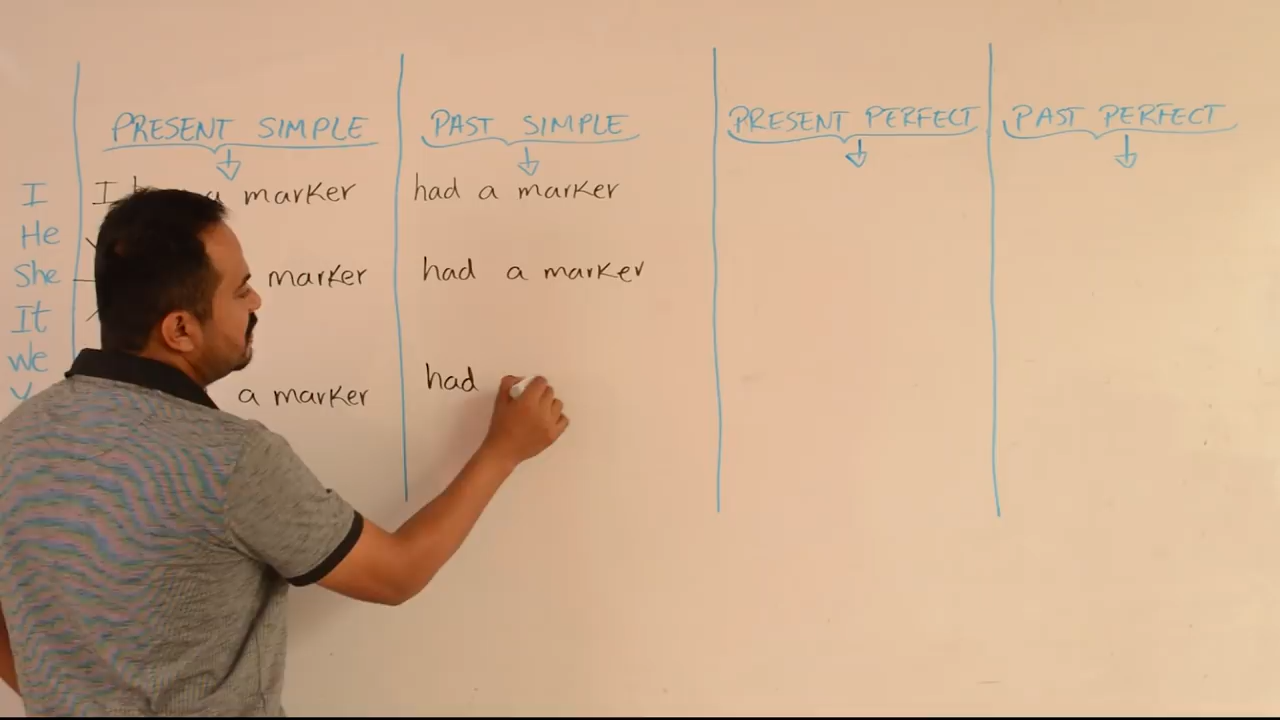 PRESENT SIMPLE PAST SIMPLE PRESENT PERFECT PAST PERFECT
I I a marker had a marker
He
She marker had a marker
It
We
a marker had